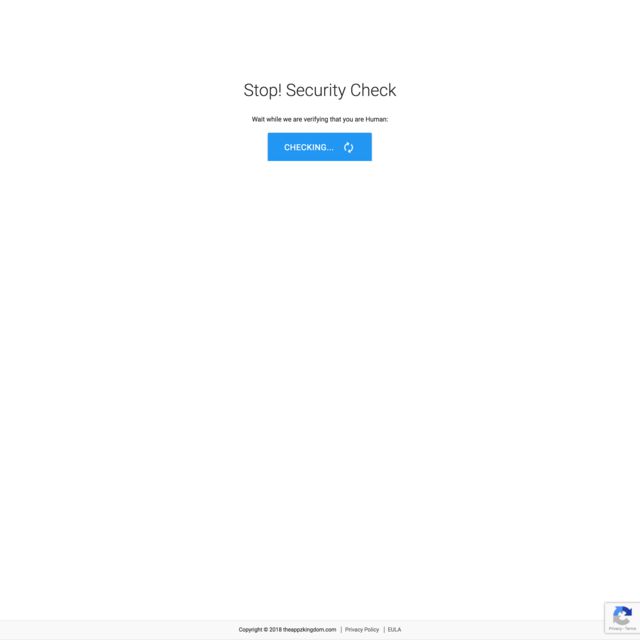 Stop! Security Check
Wait while we are verifying that you are Human:
CHECKING...
Copyright © 2018 theappzkingdom.com | Privacy Policy | EULA
Privacy - Terms